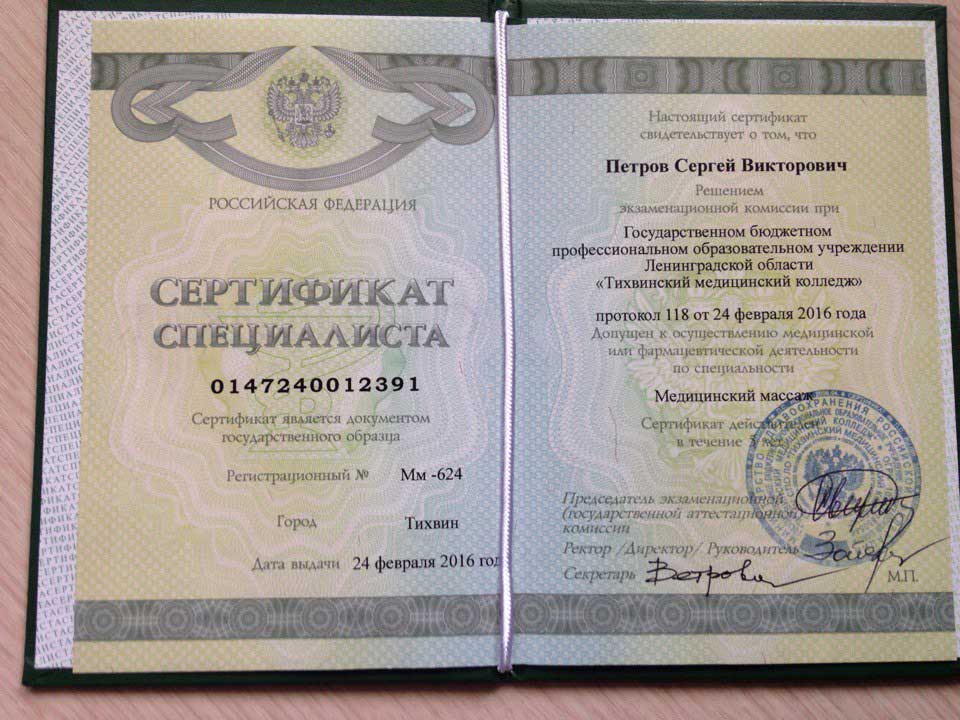 РОССИЙСКАЯ ФЕДЕРАЦИЯ
СЕРТИФИКАТ
СПЕЦИАЛИСТА
0147240012391
Сертификат является документом
государственного образца
Регистрационный № Мм -624
Город Тихвин
Дата выдачи 24 февраля 2016 год
Настоящий сертификат
свидетельствует о том, что
Петров Сергей Викторович
Решением
экзаменационной комиссии при
Государственном бюджетном
профессиональном образовательном учреждении
Ленинградской области
«Тихвинский медицинский колледж»
протокол 118 от 24 февраля 2016 года
Допущен к осуществлению медицинской
или фармацевтической деятельности
по специальности
Медицинский массаж
Сертификат действителен
в течение 5 лет
Председатель экзаменационной
(государственной аттестационной)
комиссии
Ректор /Директор/ Руководитель
Секретарь
М.П.